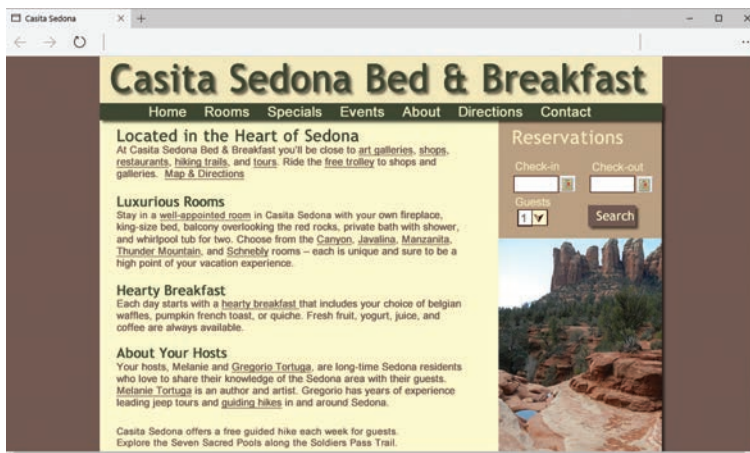 Casita Sedona
Casita Sedona Bed & Breakfast
Home Rooms Specials Events About Directions Contact
Located in the Heart of Sedona
At Casita Sedona Bed & Breakfast you'll be close to art galleries, shops,
restaurants, hiking trails, and tours. Ride the free trolley to shops and
galleries. Map & Directions
Luxurious Rooms
Stay in a well-appointed room in Casita Sedona with your own fireplace,
king-size bed, balcony overlooking the red rocks, private bath with shower,
and whirlpool tub for two. Choose from the Canyon, Javalina, Manzanita,
Thunder Mountain, and Schnebly rooms – each is unique and sure to be a
high point of your vacation experience.
Hearty Breakfast
Each day starts with a hearty breakfast that includes your choice of belgian
waffles, pumpkin french toast, or quiche. Fresh fruit, yogurt, juice, and
coffee are always available.
About Your Hosts
Your hosts, Melanie and Gregorio Tortuga, are long-time Sedona residents
who love to share their knowledge of the Sedona area with their guests.
Melanie Tortuga is an author and artist. Gregorio has years of experience
leading jeep tours and guiding hikes in and around Sedona.
Casita Sedona offers a free guided hike each week for guests.
Explore the Seven Sacred Pools along the Soldiers Pass Trail.
Reservations
Check-in Check-out
Guests
1
Search